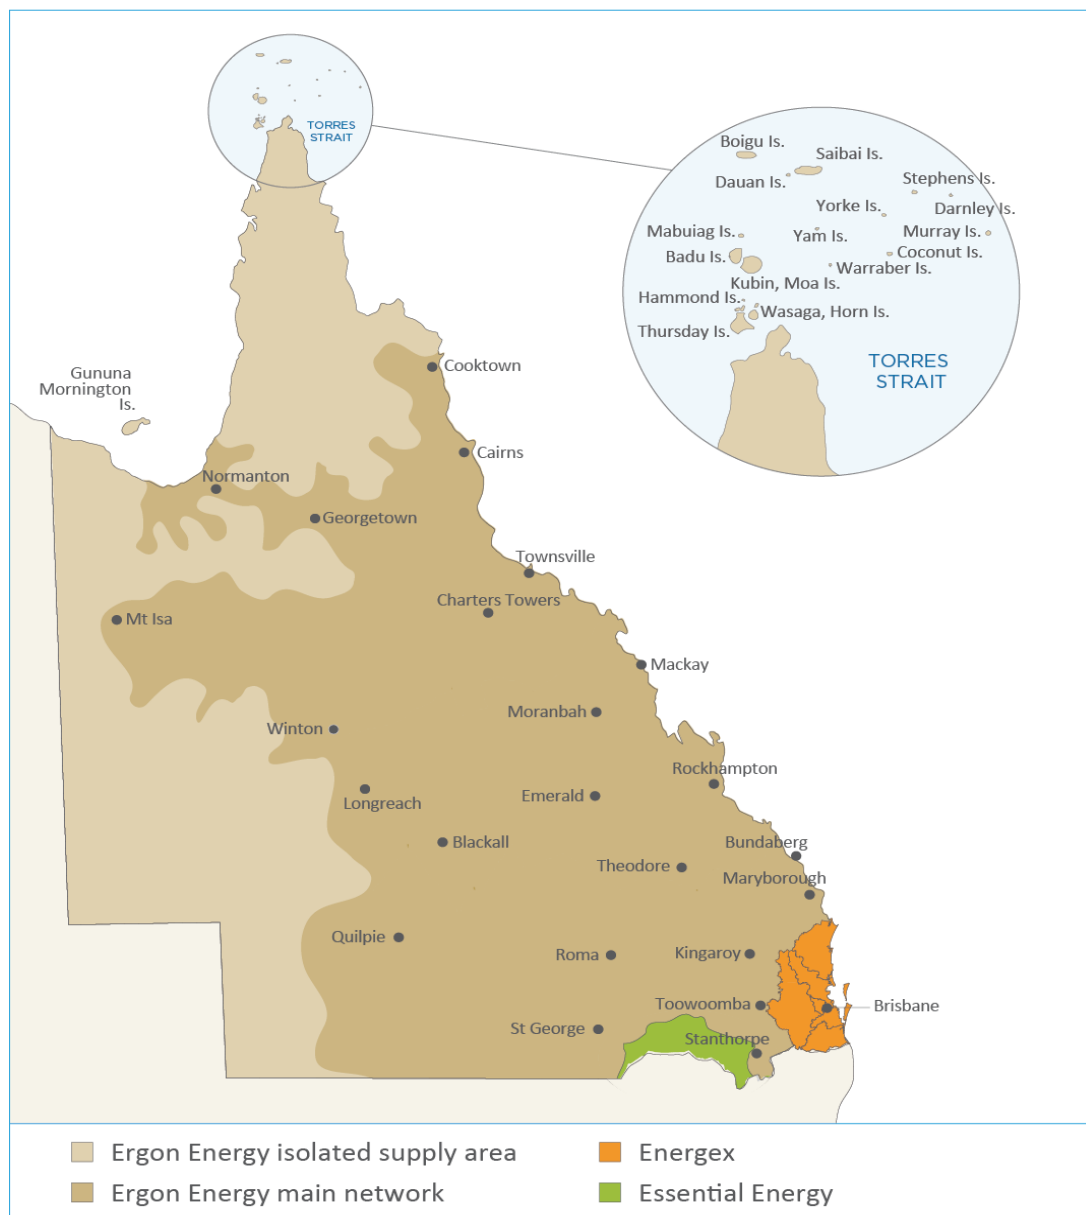 TORRES
STRAIT
Boigu Is.
Saibai Is.
Dauan Is.
Stephens Is.
Yorke Is.
Darnley Is.
Mabuiag Is.
Yam Is.
Murray Is.
Badu Is.
Coconut Is.
Warraber Is.
Kubin, Moa Is.
Hammond Is.
Wasaga, Horn Is.
Thursday Is.
TORRES
STRAIT
Gununa
Mornington
Is.
Cooktown
Cairns
Normanton
Georgetown
Townsville
Charters Towers
Mt Isa
Mackay
Moranbah
Winton
Rockhampton
Longreach
Emerald
Blackall
Bundaberg
Theodore
Maryborough
Quilpie
Roma
Kingaroy
Toowoomba
Brisbane
St George
Stanthorpe
Ergon Energy isolated supply area
Energex
Ergon Energy main network
Essential Energy